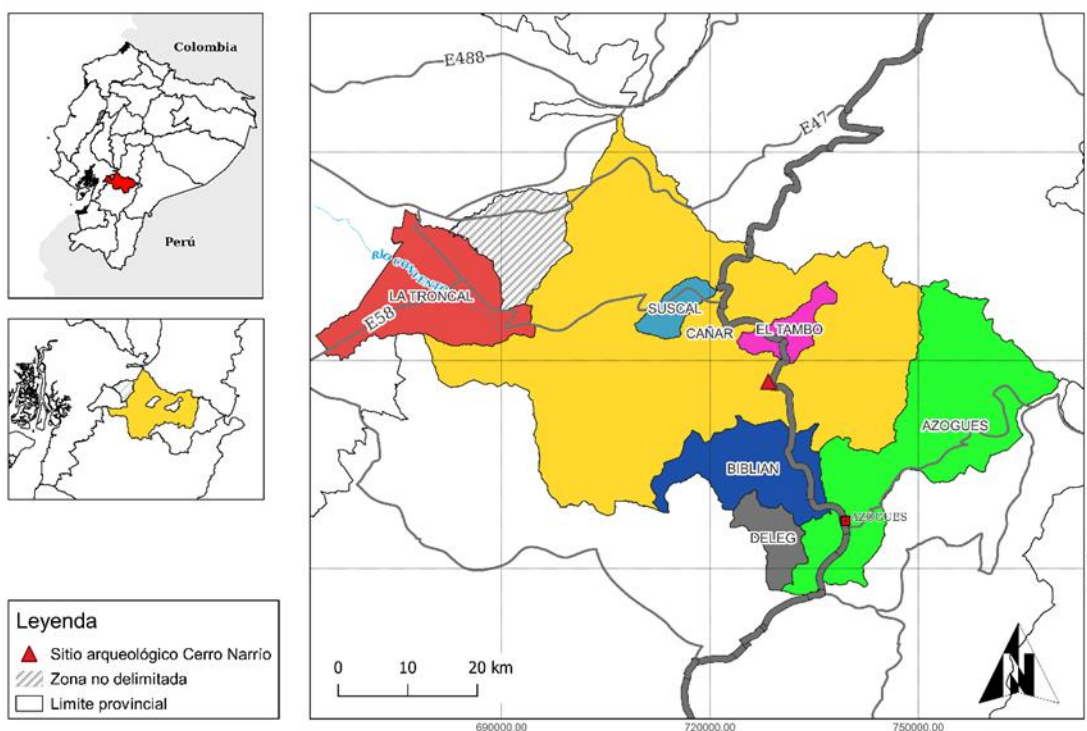 Colombia
Perú
Leyenda
Sitio arqueológico Cerro Narrío
Zona no delimitada
Limite provincial
E488
E47
LA TRONCAL
E58
SUSCAL
CAÑAR
EL TAMBO
AZOGUES
BIBLIAN
AZOGUES
DELEG
0 10 20 km
N
690000.00 720000.00 750000.00